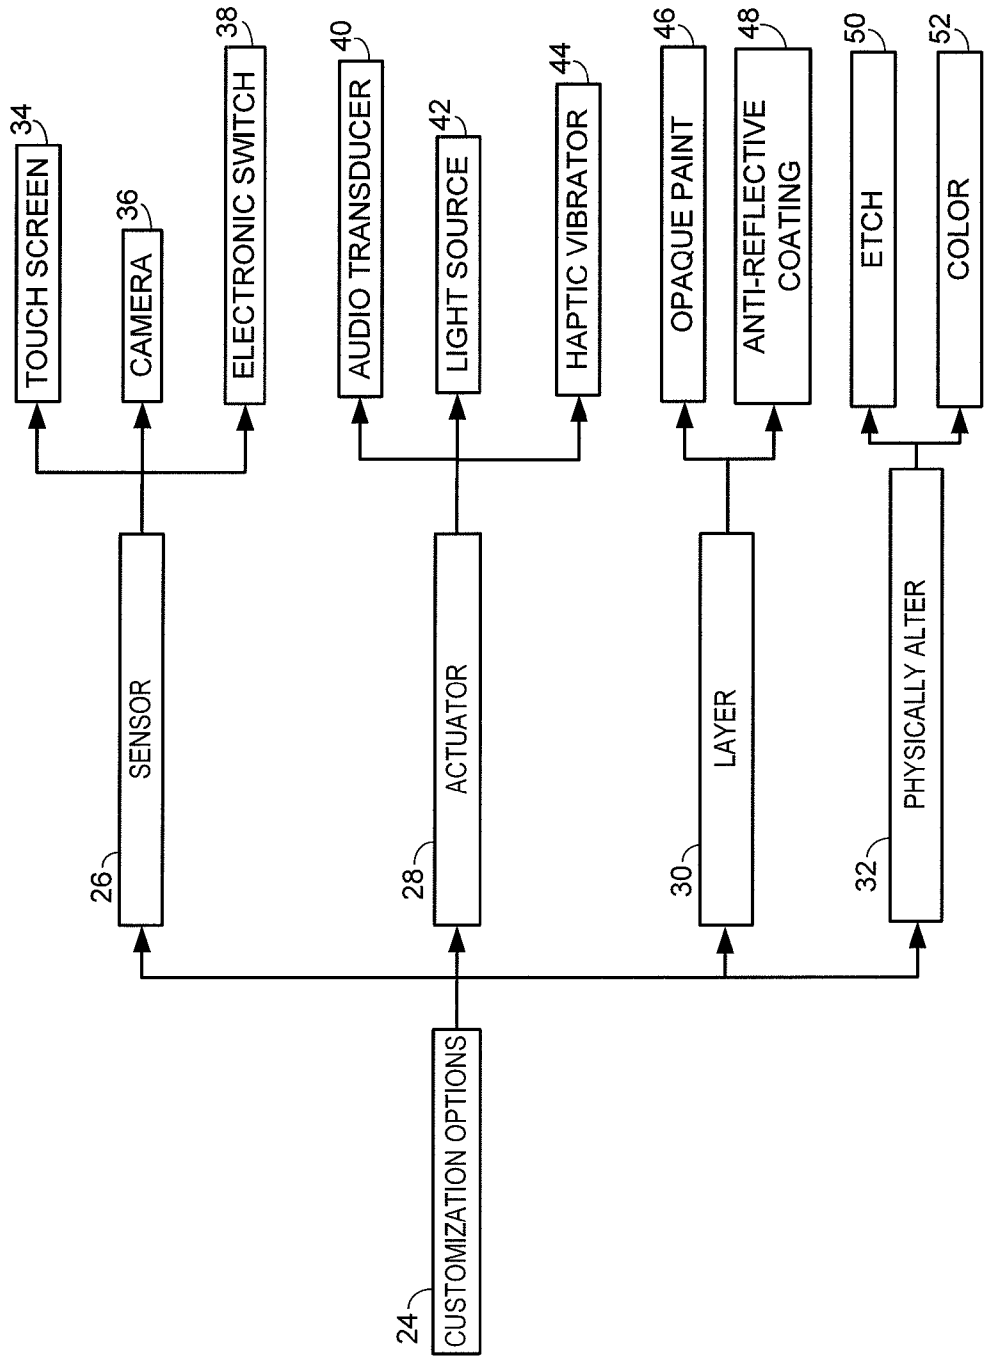 24
CUSTOMIZATION OPTIONS
26
SENSOR
34
TOUCH SCREEN
36
CAMERA
38
ELECTRONIC SWITCH
28
ACTUATOR
40
AUDIO TRANSDUCER
42
LIGHT SOURCE
44
HAPTIC VIBRATOR
30
LAYER
46
OPAQUE PAINT
48
ANTI-REFLECTIVE
COATING
32
PHYSICALLY ALTER
50
ETCH
52
COLOR